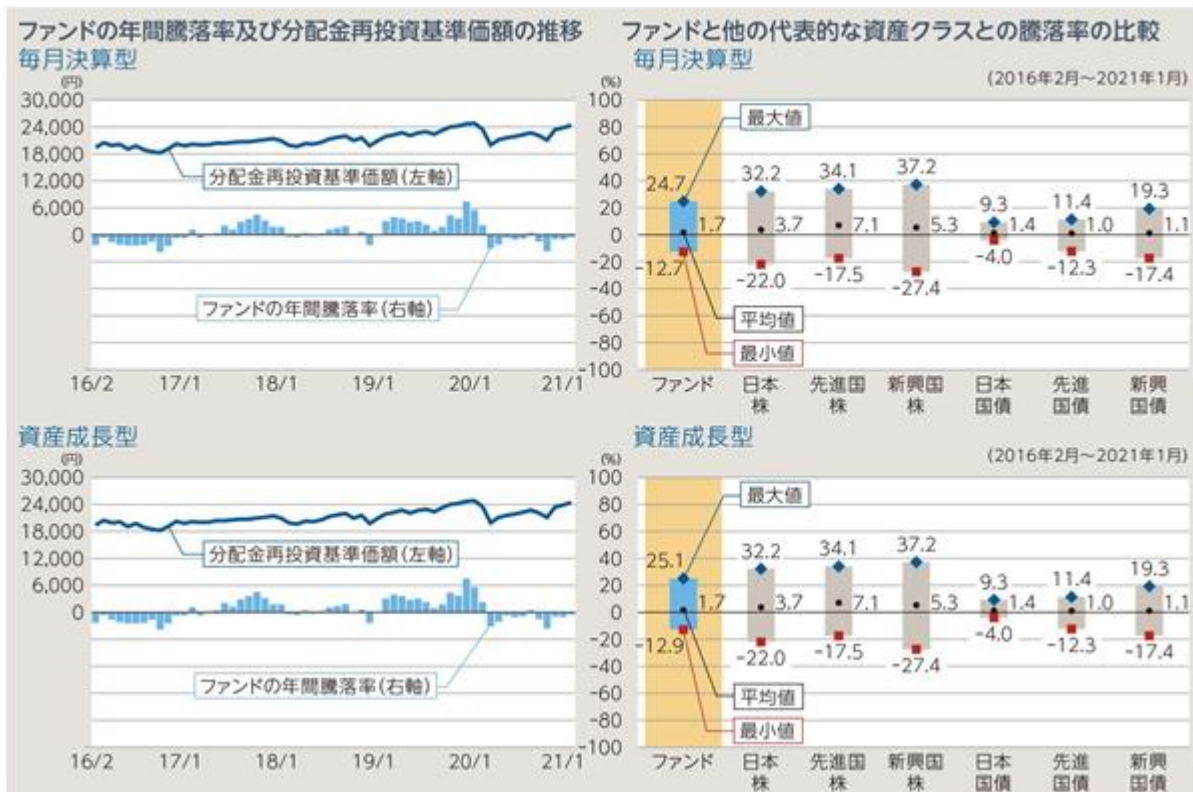 ファンドの年間騰落率及び分配金再投資基準価額の推移
毎月決算型
(円)
30,000
24,000
18,000
12,000
6,000
0
分配金再投資基準価額(左軸)
ファンドの年間騰落率(右軸)
(%)
100
80
60
40
20
0
-20
-40
-60
-80
-100
16/2 17/1 18/1 19/1 20/1 21/1
ファンドと他の代表的な資産クラスとの騰落率の比較
毎月決算型
(2016年2月～2021年1月)
最大値
24.7 32.2 34.1 37.2 9.3 11.4 19.3
1.7 3.7 7.1 5.3 1.4 1.0 1.1
-12.7 -22.0 -17.5 -27.4 -4.0 -12.3 -17.4
平均値
最小値
ファンド 日本株 先進国株 新興国株 日本国債 先進国債 新興国債
資産成長型
(円)
30,000
24,000
18,000
12,000
6,000
0
分配金再投資基準価額(左軸)
ファンドの年間騰落率(右軸)
(%)
100
80
60
40
20
0
-20
-40
-60
-80
-100
16/2 17/1 18/1 19/1 20/1 21/1
資産成長型
(2016年2月～2021年1月)
最大値
25.1 32.2 34.1 37.2 9.3 11.4 19.3
1.7 3.7 7.1 5.3 1.4 1.0 1.1
-12.9 -22.0 -17.5 -27.4 -4.0 -12.3 -17.4
平均値
最小値
ファンド 日本株 先進国株 新興国株 日本国債 先進国債 新興国債